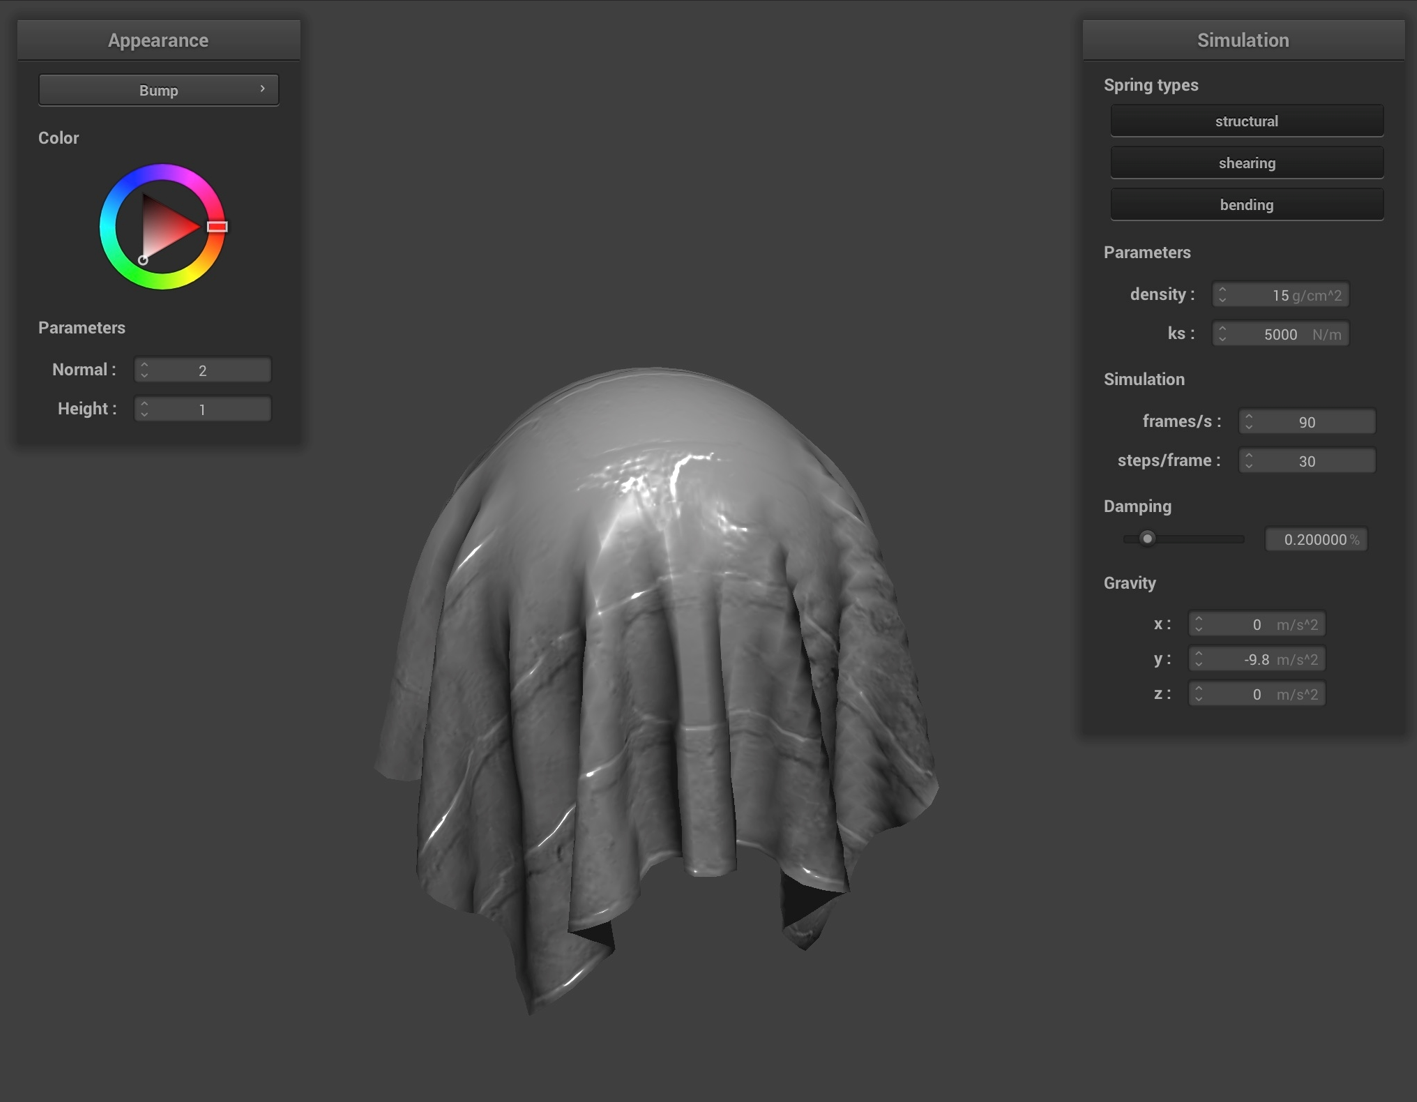 Appearance
Bump
Color
Parameters
Normal : 2
Height : 1
Simulation
Spring types
structural
shearing
bending
Parameters
density : 15 g/cm^2
ks : 5000 N/m
Simulation
frames/s : 90
steps/frame : 30
Damping
0.200000 %
Gravity
x : 0 m/s^2
y : -9.8 m/s^2
z : 0 m/s^2